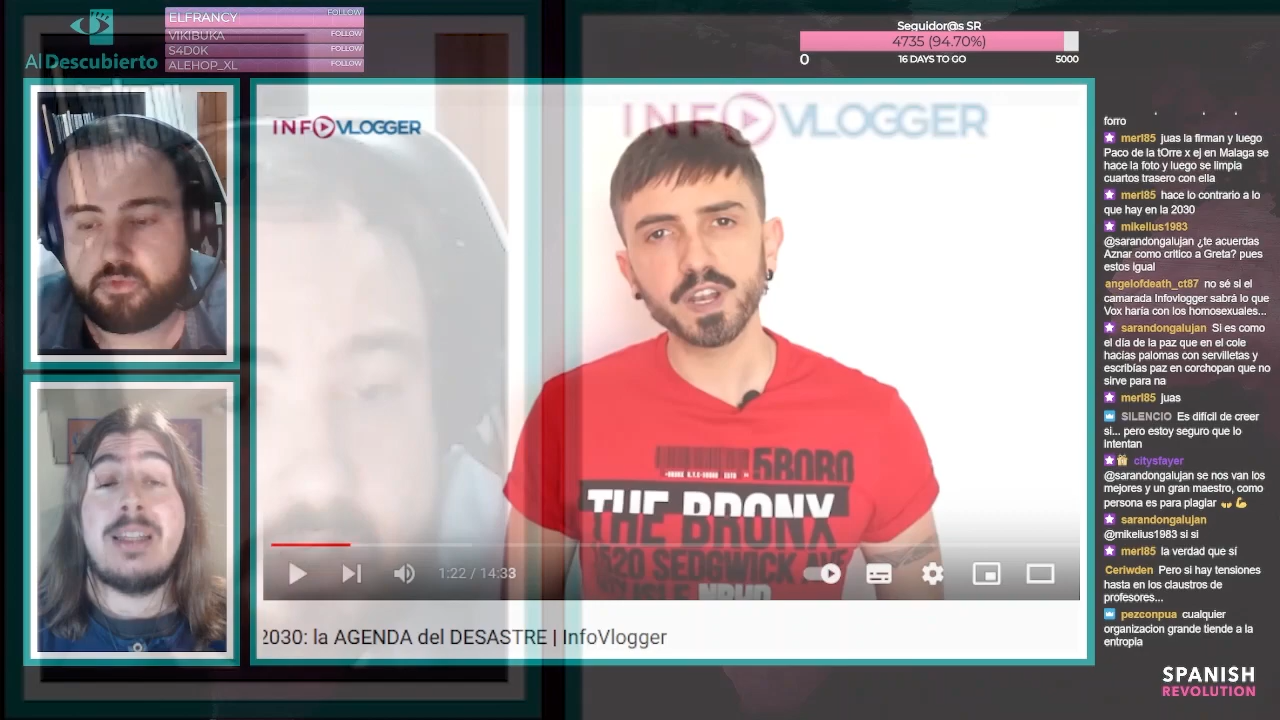 Al Descubierto
ELFRANCY FOLLOW
VIKIBUKA FOLLOW
S4D0K FOLLOW
ALEHOP_XL FOLLOW
Seguidor@s SR
4735 (94.70%)
0 16 DAYS TO GO 5000
INFOVLOGGER
INFOVLOGGER
THE BRONX
THE BRONX
1520 SEDGWICK AVE
1:22 / 14:33
2030: la AGENDA del DESASTRE | InfoVlogger
forro
merl85 juas la firman y luego
Paco de la tOrre x ej en Malaga se
hace la foto y luego se limpia
cuartos trasero con ella
merl85 hace lo contrario a lo
que hay en la 2030
mikelius1983
@sarandongalujan ¿te acuerdas
Aznar como critico a Greta? pues
estos igual
angelofdeath_ct87 no sé si el
camarada Infovlogger sabrá lo que
Vox haría con los homosexuales...
sarandongalujan Si es como
el día de la paz que en el cole
hacías palomas con servilletas y
escribías paz en corchopan que no
sirve para na
merl85 juas
SILENCIO Es difícil de creer
si... pero estoy seguro que lo
intentan
citysfayer
@sarandongalujan se nos van los
mejores y un gran maestro, como
persona es para plagiar
sarandongalujan
@mikelius1983 si si
merl85 la verdad que sí
Ceriwden Pero si hay tensiones
hasta en los claustros de
profesores...
pezconpua cualquier
organizacion grande tiende a la
entropia
SPANISH
REVOLUTION